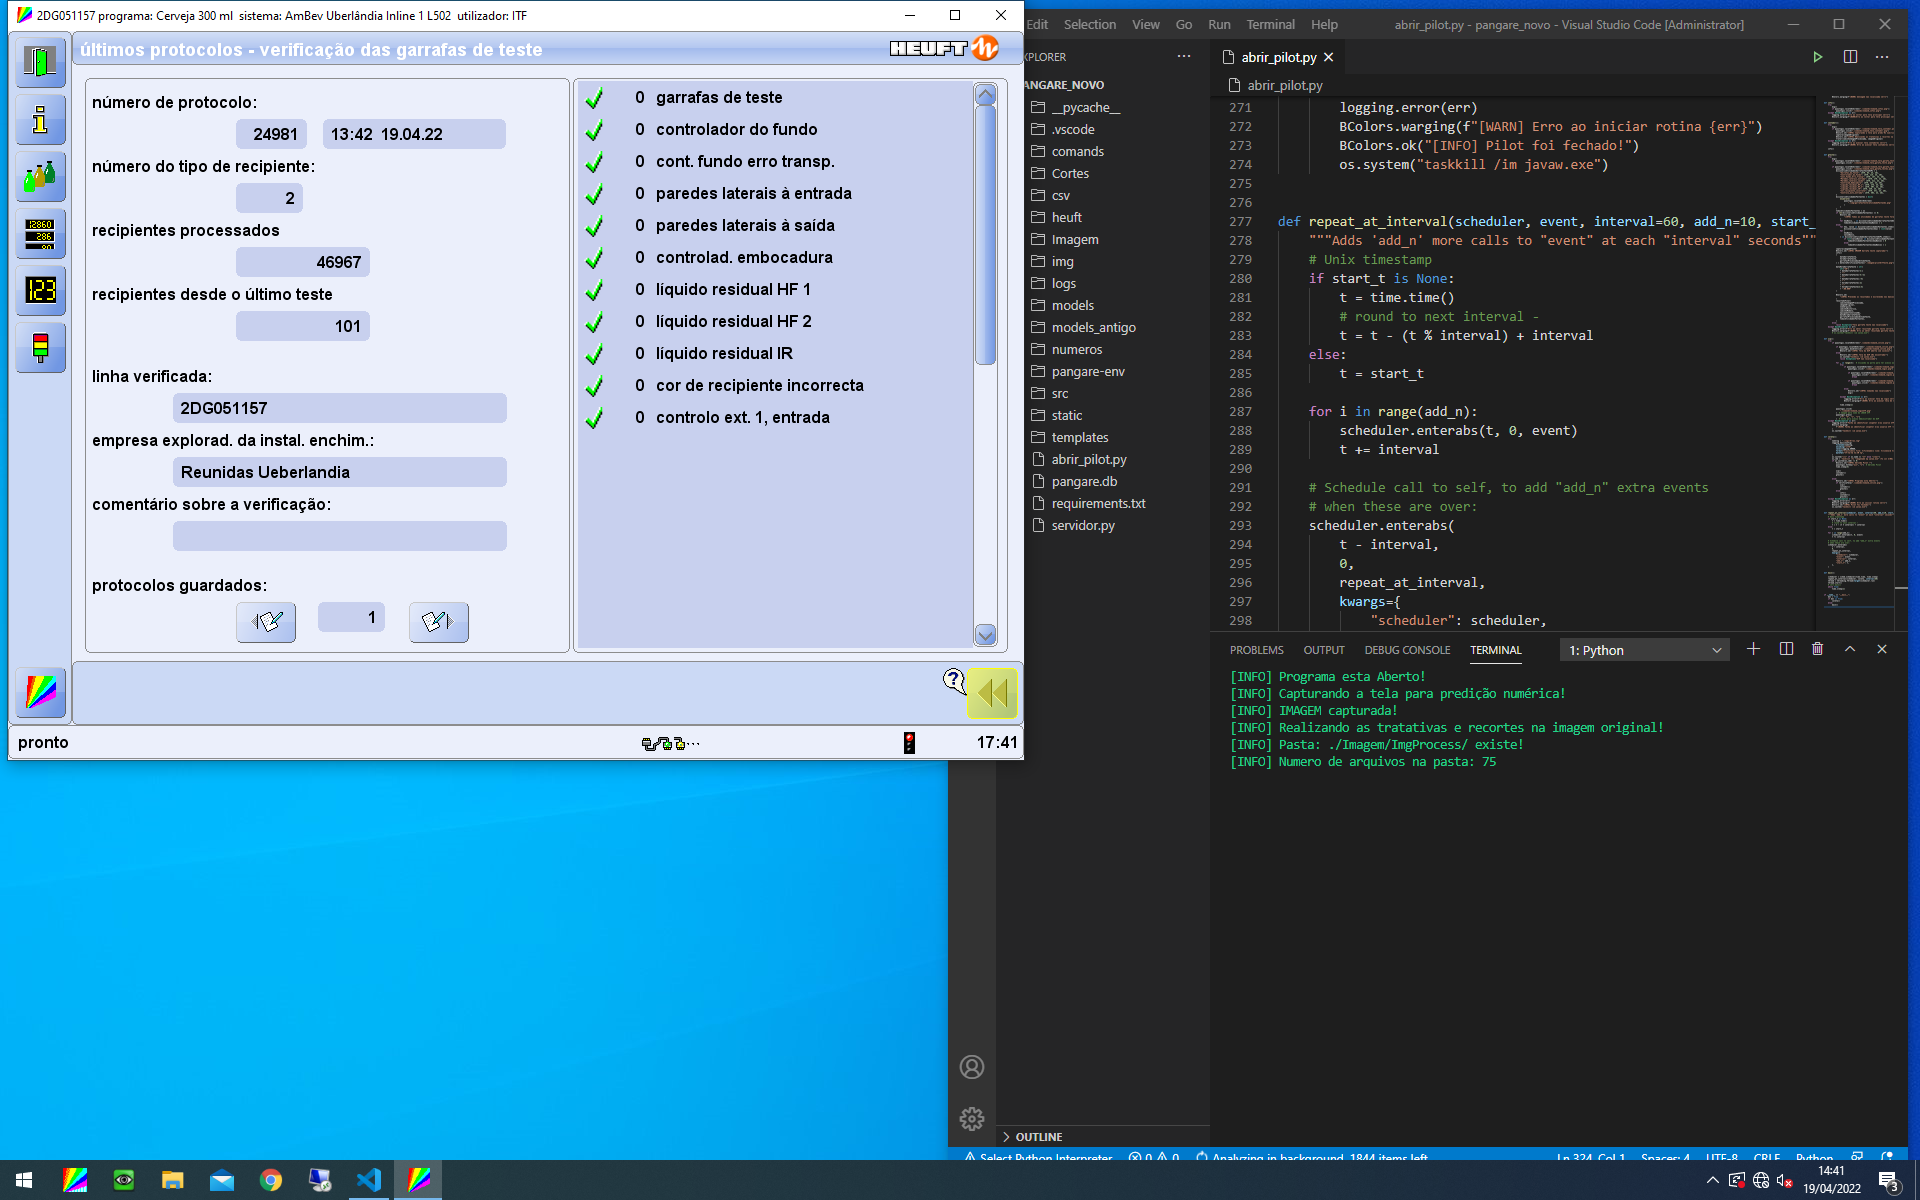 2DG051157 programa: Cerveja 300 ml  sistema: AmBev Uberlândia Inline 1 L502  utilizador: ITF
últimos protocolos - verificação das garrafas de teste
HEUFT
número de protocolo:
24981
13:42  19.04.22
número do tipo de recipiente:
2
recipientes processados
46967
recipientes desde o último teste
101
linha verificada:
2DG051157
empresa explorad. da instal. enchim.:
Reunidas Ueberlandia
comentário sobre a verificação:
protocolos guardados:
1
0 garrafas de teste
0 controlador do fundo
0 cont. fundo erro transp.
0 paredes laterais à entrada
0 paredes laterais à saída
0 controlad. embocadura
0 líquido residual HF 1
0 líquido residual HF 2
0 líquido residual IR
0 cor de recipiente incorrecta
0 controlo ext. 1, entrada
12860
286
90
123
?
pronto
17:41
Edit Selection View Go Run Terminal Help
abrir_pilot.py - pangare_novo - Visual Studio Code [Administrator]
XPLORER
ANGARE_NOVO
__pycache__
.vscode
comands
Cortes
csv
heuft
Imagem
img
logs
models
models_antigo
numeros
pangare-env
src
static
templates
abrir_pilot.py
pangare.db
requirements.txt
servidor.py
OUTLINE
abrir_pilot.py
abrir_pilot.py
271 logging.error(err)
272 BColors.warging(f"[WARN] Erro ao iniciar rotina {err}")
273 BColors.ok("[INFO] Pilot foi fechado!")
274 os.system("taskkill /im javaw.exe")
275
276
277 def repeat_at_interval(scheduler, event, interval=60, add_n=10, start_
278 """Adds 'add_n' more calls to "event" at each "interval" seconds""
279 # Unix timestamp
280 if start_t is None:
281 t = time.time()
282 # round to next interval -
283 t = t - (t % interval) + interval
284 else:
285 t = start_t
286
287 for i in range(add_n):
288 scheduler.enterabs(t, 0, event)
289 t += interval
290
291 # Schedule call to self, to add "add_n" extra events
292 # when these are over:
293 scheduler.enterabs(
294 t - interval,
295 0,
296 repeat_at_interval,
297 kwargs={
298 "scheduler": scheduler,
PROBLEMS OUTPUT DEBUG CONSOLE TERMINAL
1: Python
[INFO] Programa esta Aberto!
[INFO] Capturando a tela para predição numérica!
[INFO] IMAGEM capturada!
[INFO] Realizando as tratativas e recortes na imagem original!
[INFO] Pasta: ./Imagem/ImgProcess/ existe!
[INFO] Numero de arquivos na pasta: 75
Select Python Interpreter 0 0 Analyzing in background, 1844 items left
Ln 324, Col 1 Spaces: 4 UTF-8 CRLF Python
14:41
19/04/2022
3